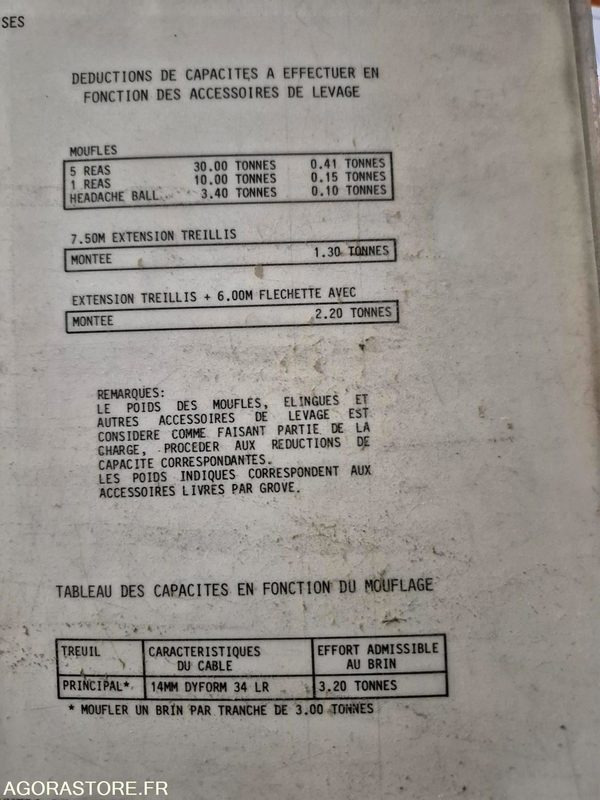 SES
DEDUCTIONS DE CAPACITES A EFFECTUER EN
FONCTION DES ACCESSOIRES DE LEVAGE
MOUFLES
5 REAS 30.00 TONNES 0.41 TONNES
1 REAS 10.00 TONNES 0.15 TONNES
HEADACHE BALL.. 3.40 TONNES 0.10 TONNES
7.50M EXTENSION TREILLIS
MONTEE 1.30 TONNES
EXTENSION TREILLIS + 6.00M FLECHETTE AVEC
MONTEE 2.20 TONNES
REMARQUES:
LE POIDS DES MOUFLES, ELINGUES ET
AUTRES ACCESSOIRES DE LEVAGE EST
CONSIDERE COMME FAISANT PARTIE DE LA
CHARGE, PROCEDER AUX REDUCTIONS DE
CAPACITE CORRESPONDANTES.
LES POIDS INDIQUES CORRESPONDENT AUX
ACCESSOIRES LIVRES PAR GROVE.
TABLEAU DES CAPACITES EN FONCTION DU MOUFLAGE
TREUIL CARACTERISTIQUES EFFORT ADMISSIBLE
DU CABLE AU BRIN
PRINCIPAL* 14MM DYFORM 34 LR 3.20 TONNES
* MOUFLER UN BRIN PAR TRANCHE DE 3.00 TONNES
AGORASTORE.FR